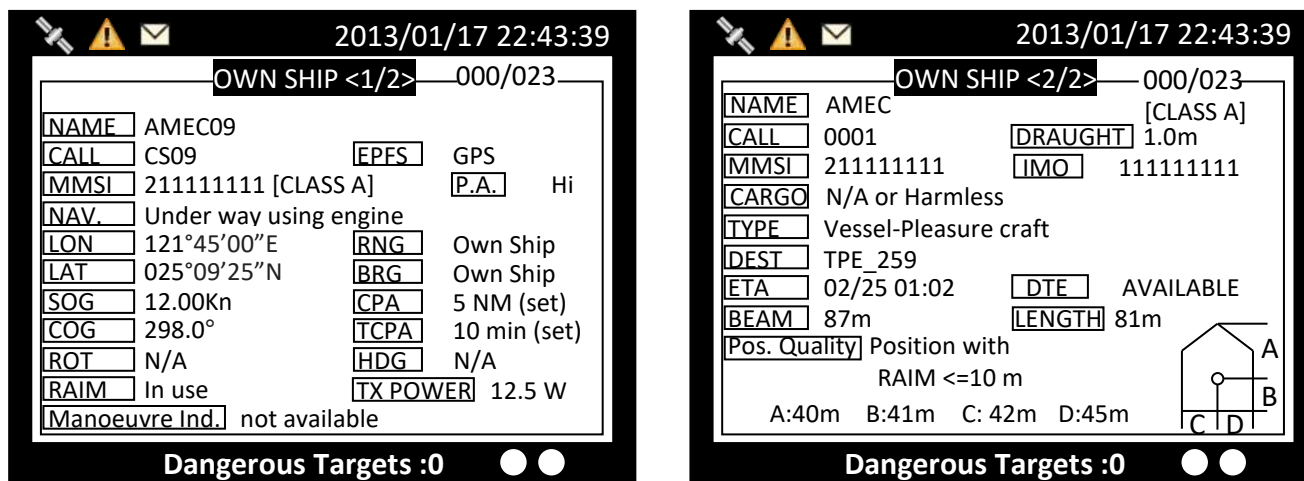 2013/01/17 22:43:39
OWN SHIP <1/2> 000/023
NAME AMEC09
CALL CS09 EPFS GPS
MMSI 211111111 [CLASS A] P.A. Hi
NAV. Under way using engine
LON 121°45’00”E RNG Own Ship
LAT 025°09’25”N BRG Own Ship
SOG 12.00Kn CPA 5 NM (set)
COG 298.0° TCPA 10 min (set)
ROT N/A HDG N/A
RAIM In use TX POWER 12.5 W
Manoeuvre Ind. not available
Dangerous Targets :0
2013/01/17 22:43:39
OWN SHIP <2/2> 000/023
NAME AMEC [CLASS A]
CALL 0001 DRAUGHT 1.0m
MMSI 211111111 IMO 111111111
CARGO N/A or Harmless
TYPE Vessel-Pleasure craft
DEST TPE_259
ETA 02/25 01:02 DTE AVAILABLE
BEAM 87m LENGTH 81m
Pos. Quality Position with
RAIM <=10 m
A:40m B:41m C: 42m D:45m
A
B
C D
Dangerous Targets :0